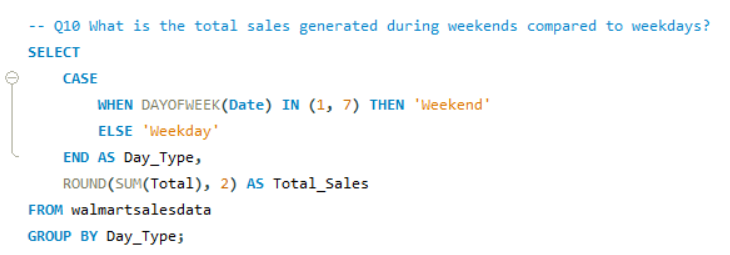 -- Q10 What is the total sales generated during weekends compared to weekdays?
SELECT
    CASE
        WHEN DAYOFWEEK(Date) IN (1, 7) THEN 'Weekend'
        ELSE 'Weekday'
    END AS Day_Type,
    ROUND(SUM(Total), 2) AS Total_Sales
FROM walmartsalesdata
GROUP BY Day_Type;